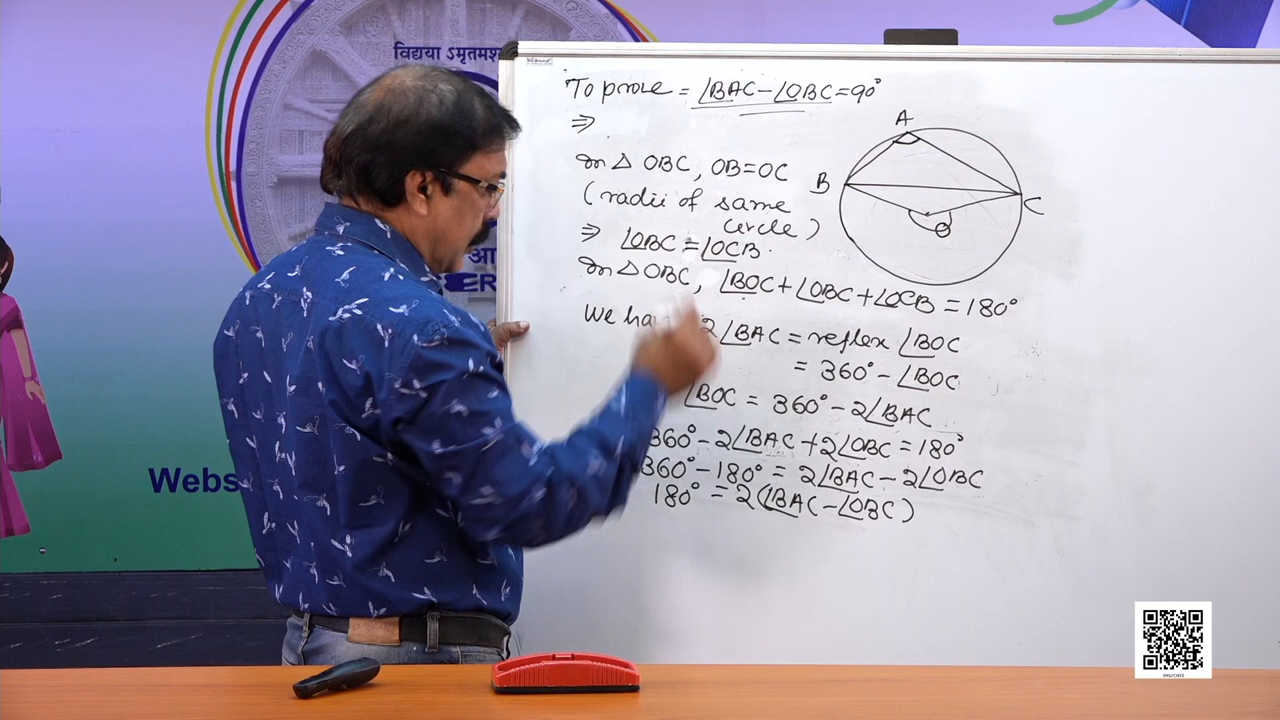 विद्यया ऽमृतमश
To prove = ∠BAC-∠OBC=90°
⇒
In △ OBC, OB=OC
(radii of same
circle)
⇒ ∠OBC = ∠OCB.
In △ OBC, ∠BOC+∠OBC+∠OCB = 180°
We ha 2∠BAC = reflex ∠BOC
= 360° - ∠BOC
∠BOC = 360° - 2∠BAC
360° - 2∠BAC + 2∠OBC = 180°
360° - 180° = 2∠BAC - 2∠OBC
180° = 2(∠BAC - ∠OBC)
A
B
C
O
आ
ER
Webs